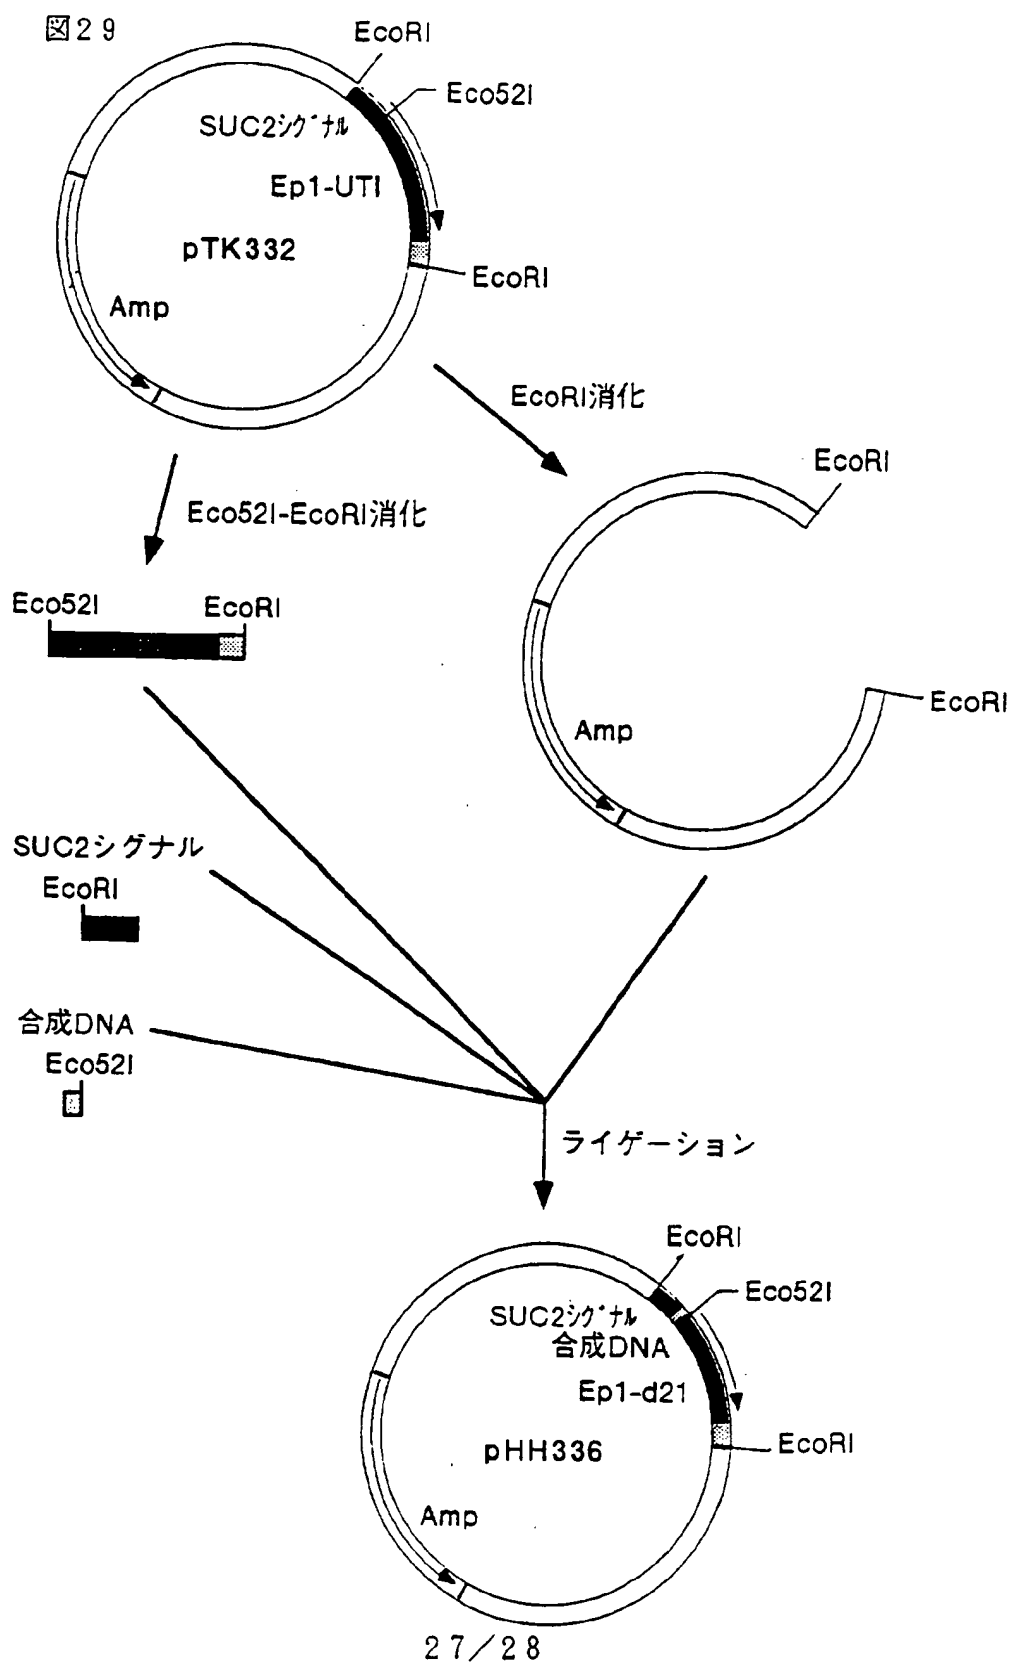 図29
EcoRI
Eco52I
SUC2シグナル
Ep1-UTI
pTK332
EcoRI
Amp
EcoRI消化
EcoRI
Eco52I-EcoRI消化
Eco52I
EcoRI
EcoRI
Amp
SUC2シグナル
EcoRI
合成DNA
Eco52I
ライゲーション
EcoRI
Eco52I
SUC2シグナル
合成DNA
Ep1-d21
EcoRI
pHH336
Amp
27/28